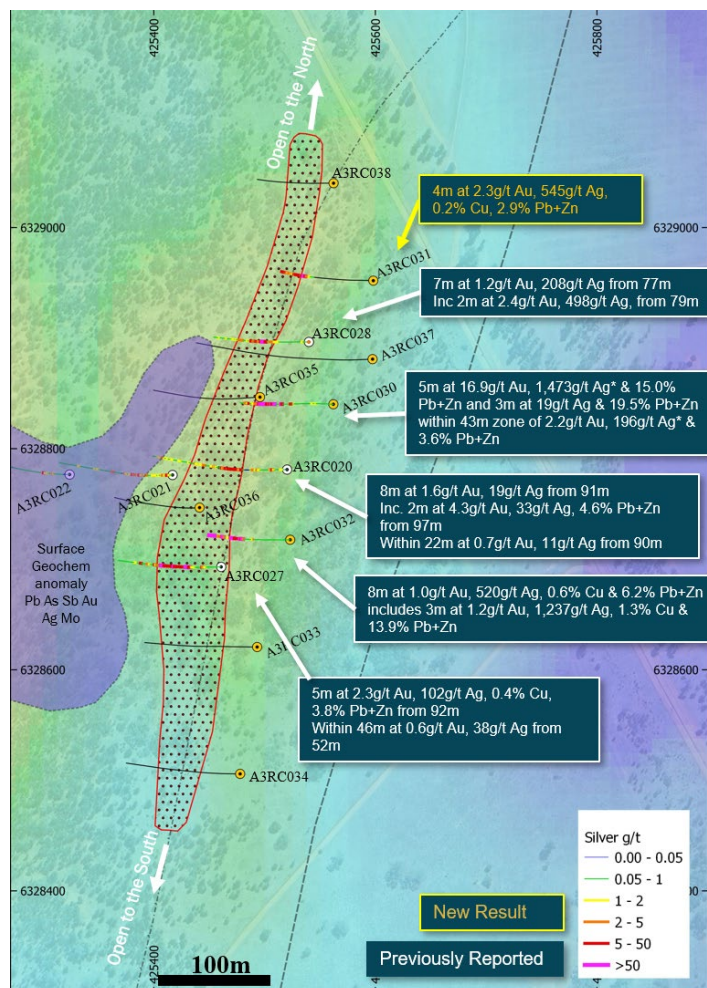 425400
425600
425800
Open to the North
A3RC038
4m at 2.3g/t Au, 545g/t Ag,
0.2% Cu, 2.9% Pb+Zn
6329000
A3RC031
7m at 1.2g/t Au, 208g/t Ag from 77m
Inc 2m at 2.4g/t Au, 498g/t Ag, from 79m
A3RC028
A3RC037
A3RC035
A3RC030
5m at 16.9g/t Au, 1,473g/t Ag* & 15.0%
Pb+Zn and 3m at 19g/t Ag & 19.5% Pb+Zn
within 43m zone of 2.2g/t Au, 196g/t Ag* &
3.6% Pb+Zn
6328800
A3RC022
A3RC021
A3RC020
A3RC036
8m at 1.6g/t Au, 19g/t Ag from 91m
Inc. 2m at 4.3g/t Au, 33g/t Ag, 4.6% Pb+Zn
from 97m
Within 22m at 0.7g/t Au, 11g/t Ag from 90m
A3RC032
Surface
Geochem
anomaly
Pb As Sb Au
Ag Mo
A3RC027
8m at 1.0g/t Au, 520g/t Ag, 0.6% Cu & 6.2% Pb+Zn
includes 3m at 1.2g/t Au, 1,237g/t Ag, 1.3% Cu &
13.9% Pb+Zn
A3RC033
6328600
5m at 2.3g/t Au, 102g/t Ag, 0.4% Cu,
3.8% Pb+Zn from 92m
Within 46m at 0.6g/t Au, 38g/t Ag from
52m
A3RC034
Open to the South
6328400
Silver g/t
0.00 - 0.05
0.05 - 1
1 - 2
2 - 5
5 - 50
>50
New Result
Previously Reported
425400
100m